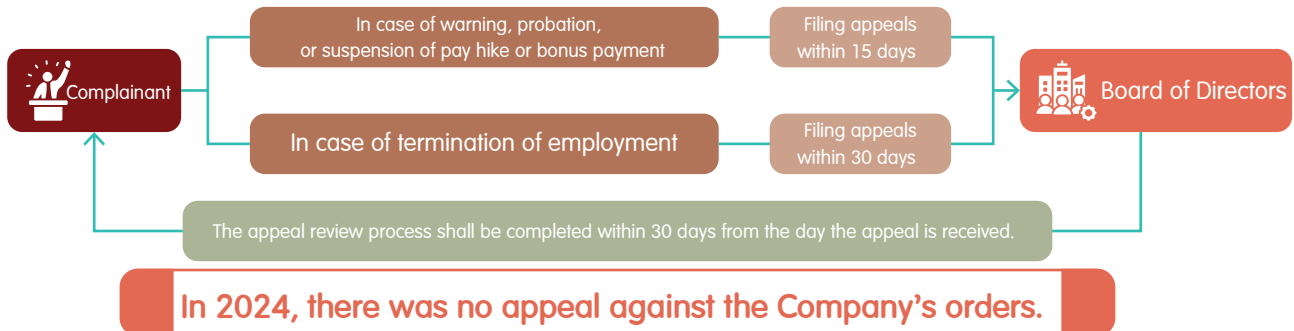 Complainant
In case of warning, probation,
or suspension of pay hike or bonus payment
Filing appeals
within 15 days
In case of termination of employment
Filing appeals
within 30 days
Board of Directors
The appeal review process shall be completed within 30 days from the day the appeal is received.
In 2024, there was no appeal against the Company’s orders.